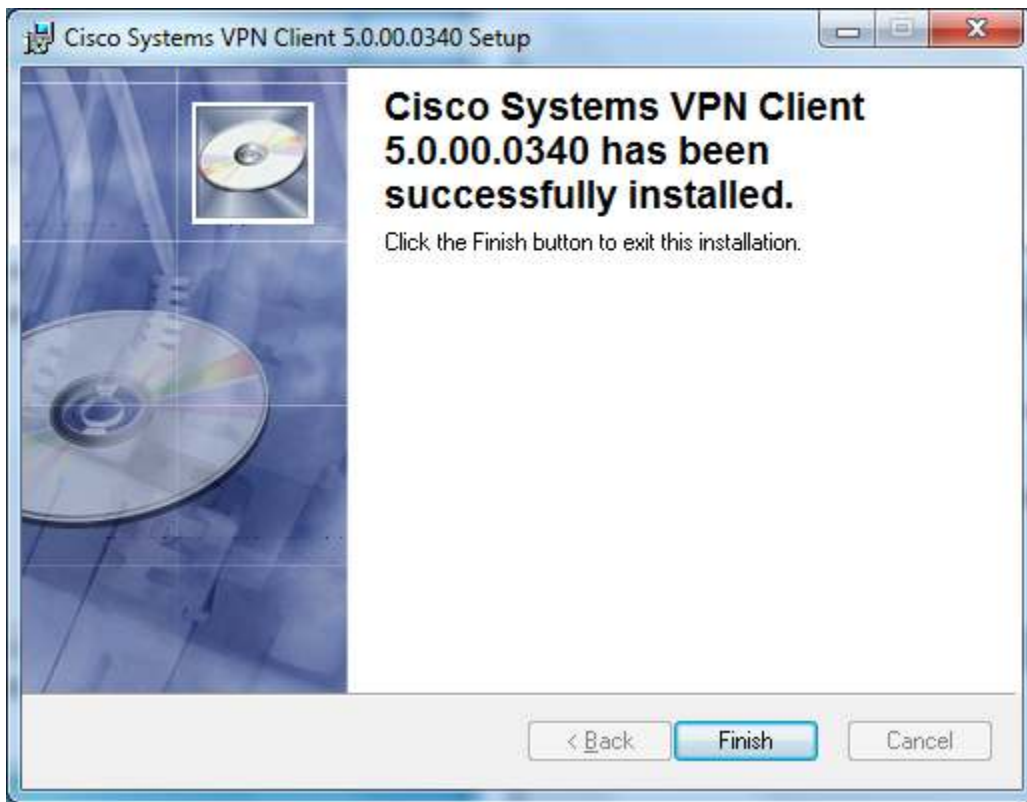 Cisco Systems VPN Client 5.0.00.0340 Setup
Cisco Systems VPN Client
5.0.00.0340 has been
successfully installed.
Click the Finish button to exit this installation.
< Back
Finish
Cancel